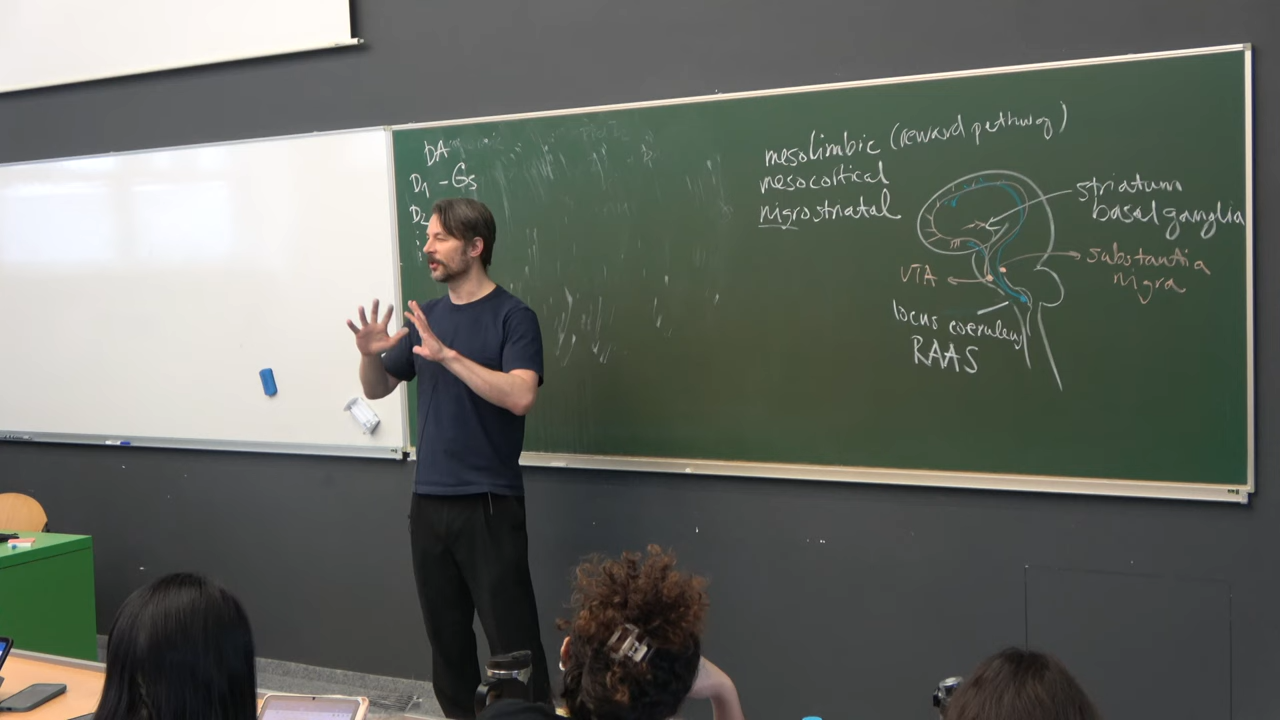 DA
D1 - Gs
D2
mesolimbic (reward pathway)
mesocortical
nigrostriatal
striatum
basal ganglia
substantia
nigra
VTA
locus coeruleus
RAAS